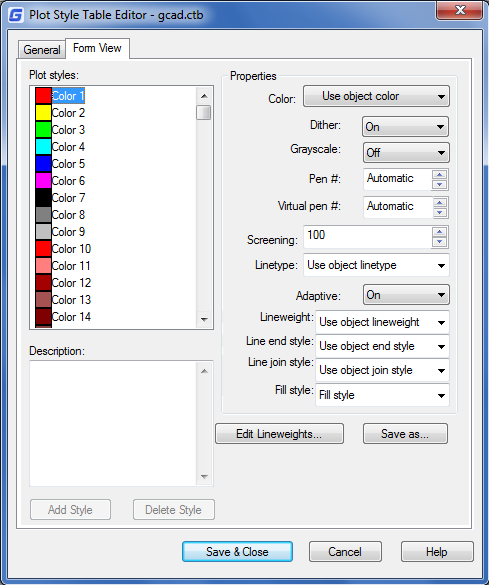 Plot Style Table Editor - gcad.ctb
General Form View
Plot styles:
Color 1
Color 2
Color 3
Color 4
Color 5
Color 6
Color 7
Color 8
Color 9
Color 10
Color 11
Color 12
Color 13
Color 14
Description:
Add Style Delete Style
Properties
Color: Use object color
Dither: On
Grayscale: Off
Pen #: Automatic
Virtual pen #: Automatic
Screening: 100
Linetype: Use object linetype
Adaptive: On
Lineweight: Use object lineweight
Line end style: Use object end style
Line join style: Use object join style
Fill style: Fill style
Edit Lineweights... Save as...
Save & Close Cancel Help